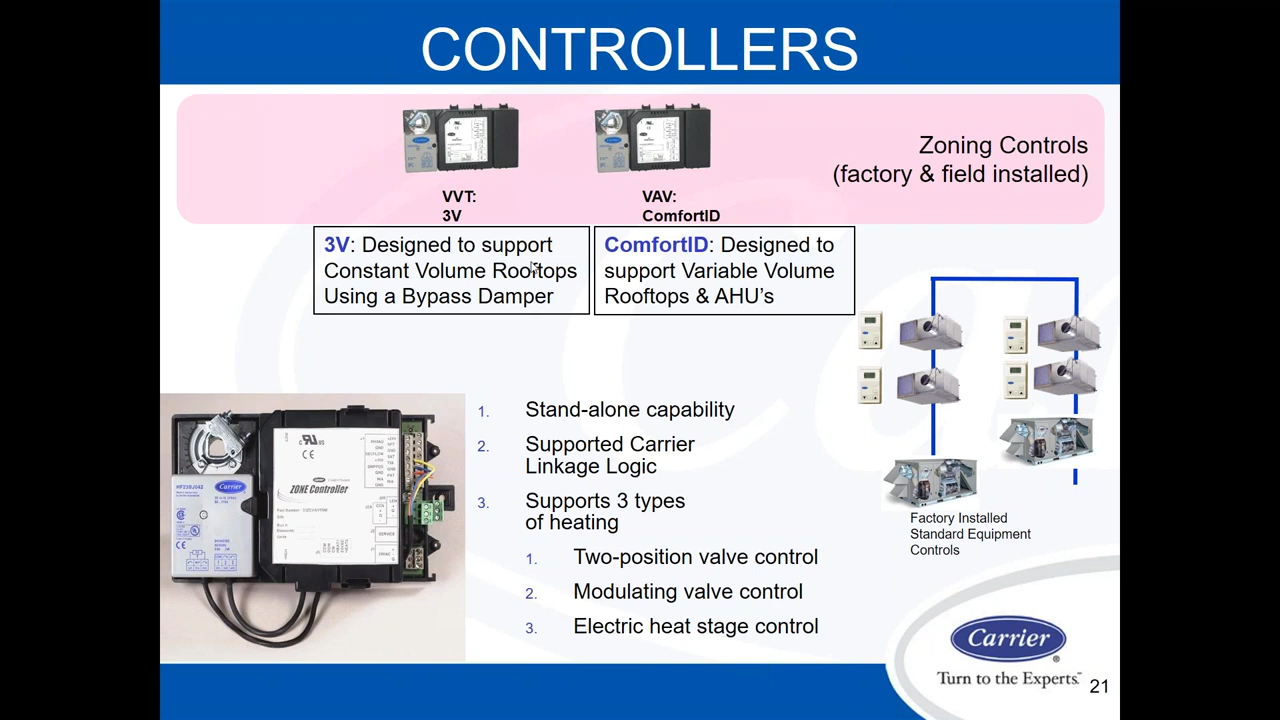 CONTROLLERS
Zoning Controls
(factory & field installed)
VVT:
3V
VAV:
ComfortID
3V: Designed to support
Constant Volume Rooftops
Using a Bypass Damper
ComfortID: Designed to
support Variable Volume
Rooftops & AHU’s
1. Stand-alone capability
2. Supported Carrier
Linkage Logic
3. Supports 3 types
of heating
1. Two-position valve control
2. Modulating valve control
3. Electric heat stage control
Factory Installed
Standard Equipment
Controls
Carrier
ZONE Controller
SERVICE
Carrier
®
Turn to the Experts.™
21